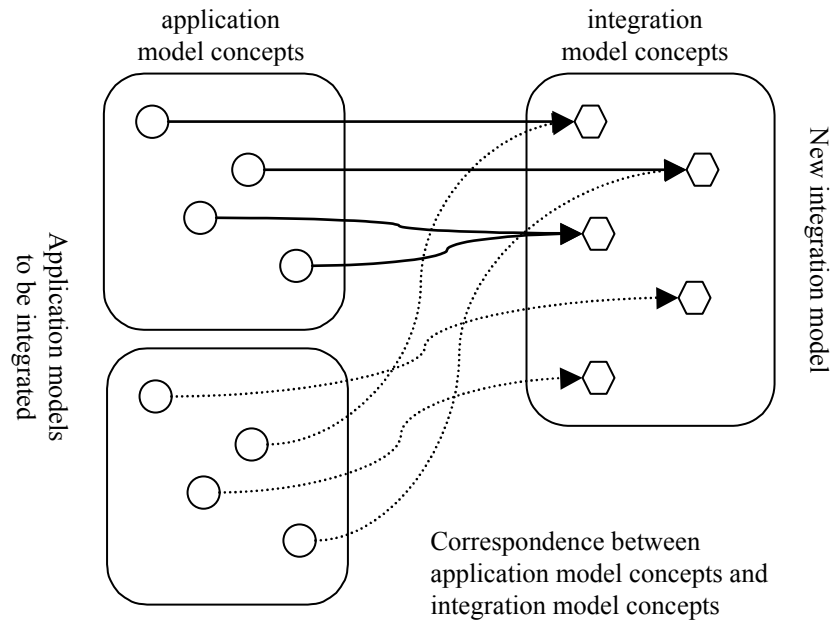 application
model concepts
integration
model concepts
Application models
to be integrated
New integration model
Correspondence between
application model concepts and
integration model concepts